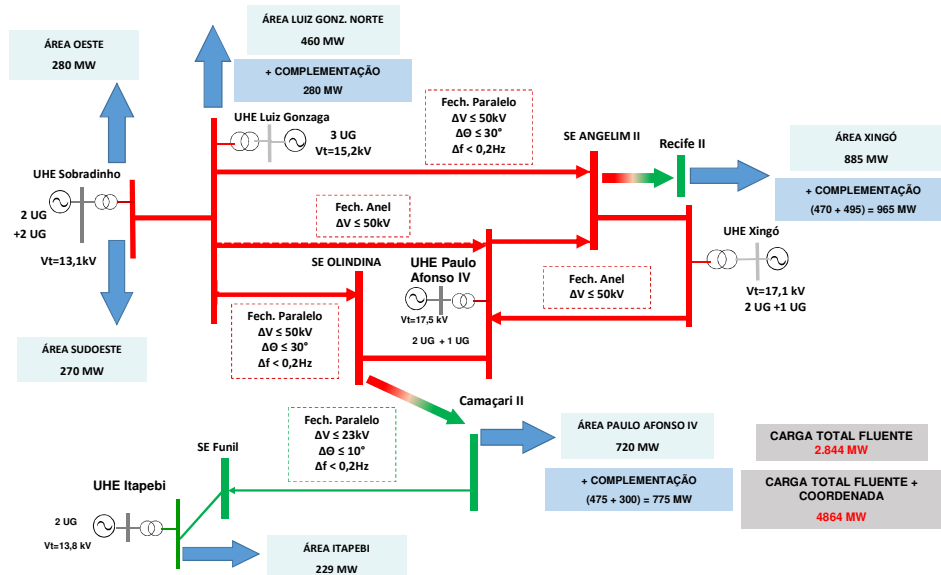 ÁREA LUIZ GONZ. NORTE
460 MW
+ COMPLEMENTAÇÃO
280 MW
ÁREA OESTE
280 MW
UHE Luiz Gonzaga
3 UG
Vt=15,2kV
Fech. Paralelo
ΔV ≤ 50kV
ΔΘ ≤ 30°
Δf < 0,2Hz
SE ANGELIM II
Recife II
ÁREA XINGÓ
885 MW
+ COMPLEMENTAÇÃO
(470 + 495) = 965 MW
UHE Sobradinho
2 UG
+2 UG
Vt=13,1kV
Fech. Anel
ΔV ≤ 50kV
SE OLINDINA
UHE Paulo
Afonso IV
Vt=17,5 kV
2 UG + 1 UG
Fech. Anel
ΔV ≤ 50kV
UHE Xingó
Vt=17,1 kV
2 UG +1 UG
Fech. Paralelo
ΔV ≤ 50kV
ΔΘ ≤ 30°
Δf < 0,2Hz
ÁREA SUDOESTE
270 MW
Camaçari II
Fech. Paralelo
ΔV ≤ 23kV
ΔΘ ≤ 10°
Δf < 0,2Hz
SE Funil
ÁREA PAULO AFONSO IV
720 MW
+ COMPLEMENTAÇÃO
(475 + 300) = 775 MW
CARGA TOTAL FLUENTE
2.844 MW
CARGA TOTAL FLUENTE +
COORDENADA
4864 MW
UHE Itapebi
2 UG
Vt=13,8 kV
ÁREA ITAPEBI
229 MW